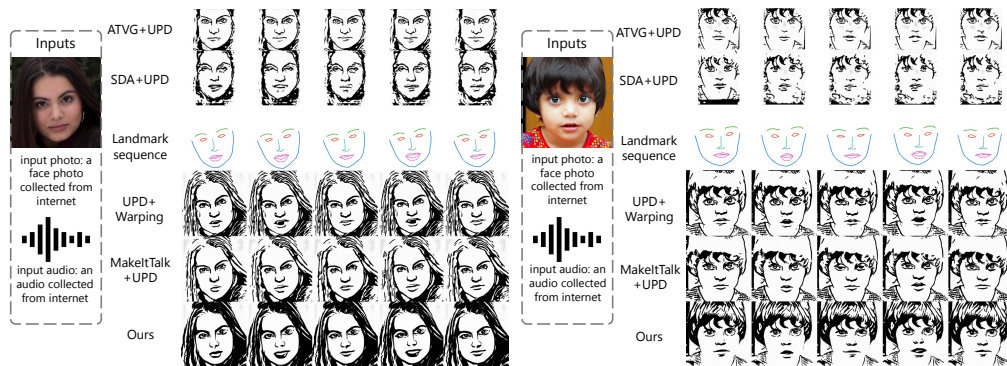 Inputs
input photo: a
face photo
collected from
internet
input audio: an
audio collected
from internet
ATVG+UPD
SDA+UPD
Landmark
sequence
UPD+
Warping
MakeItTalk
+UPD
Ours
Inputs
input photo: a
face photo
collected from
internet
input audio: an
audio collected
from internet
ATVG+UPD
SDA+UPD
Landmark
sequence
UPD+
Warping
MakeItTalk
+UPD
Ours